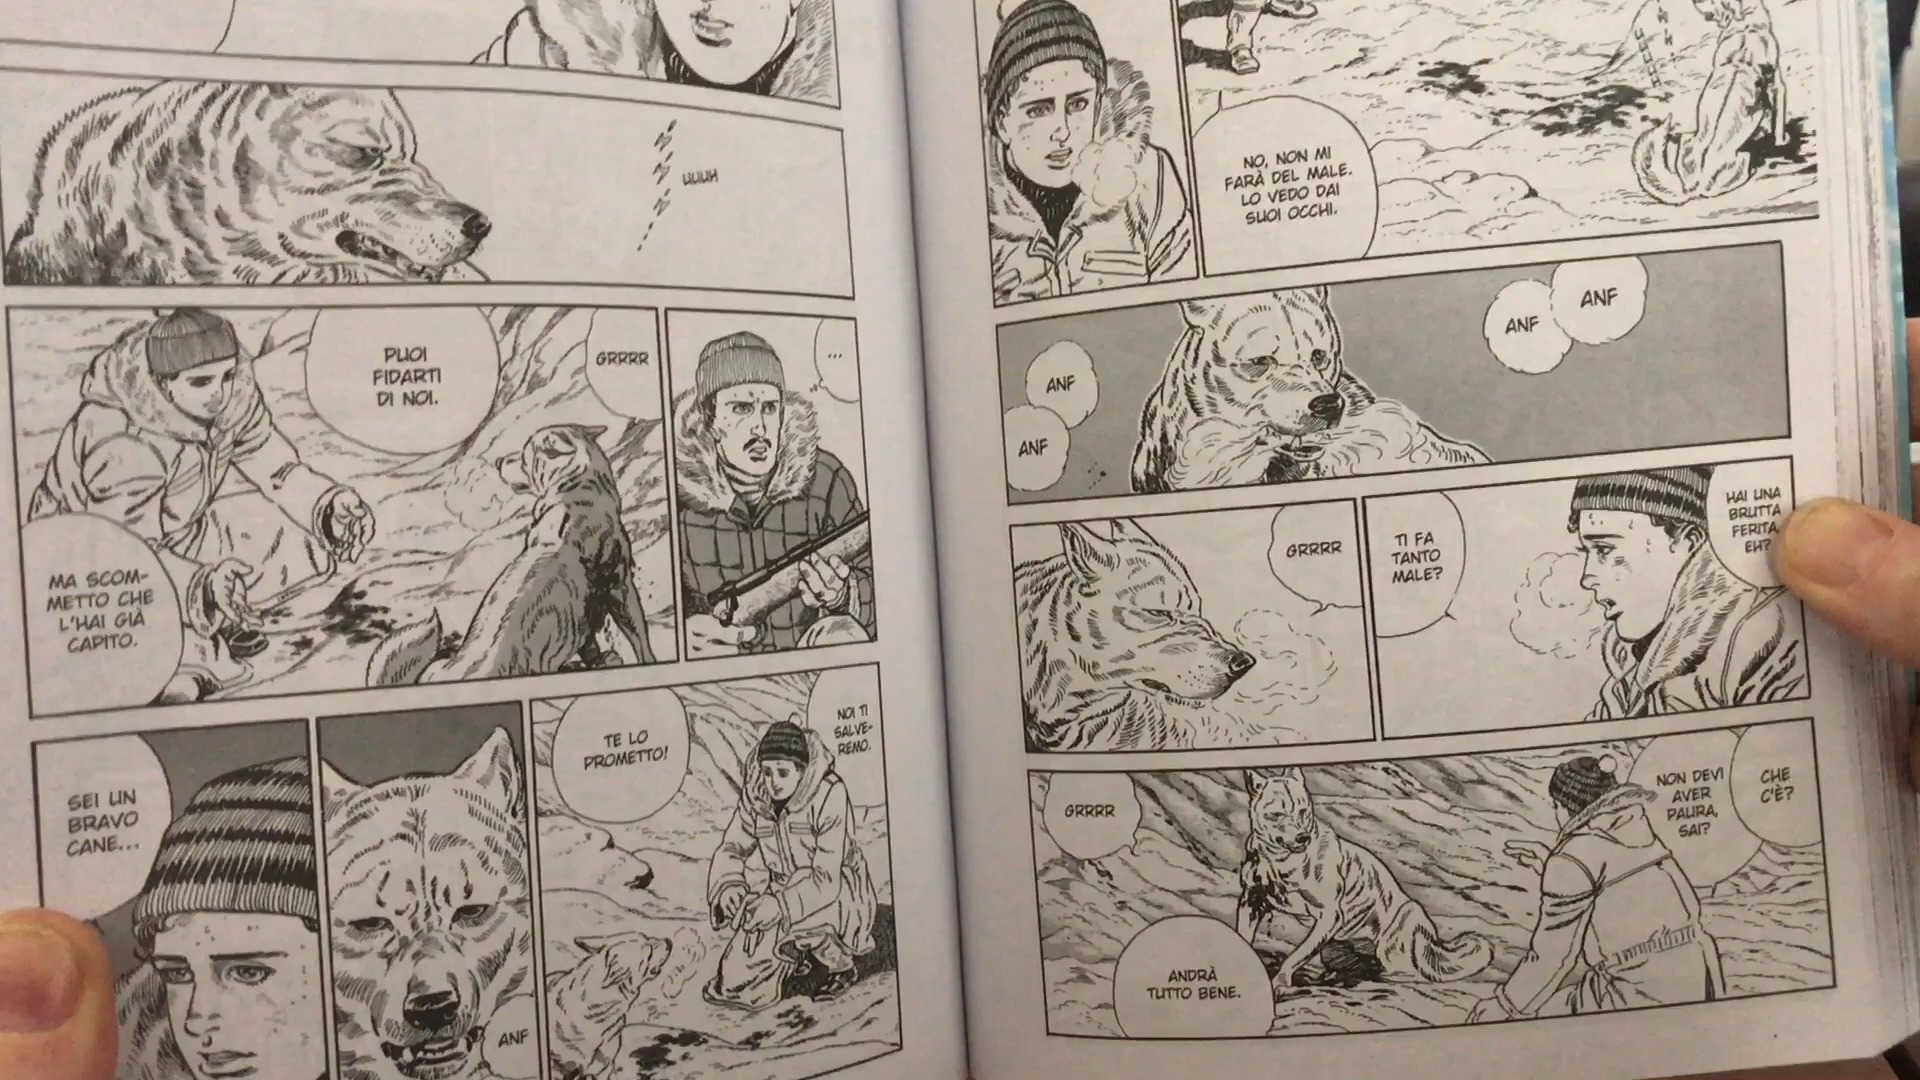 NO, NON MI
FARÀ DEL MALE.
LO VEDO DAI
SUOI OCCHI.
ANF
ANF
ANF
ANF
HAI UNA
BRUTTA
FERITA,
EH?
TI FA
TANTO
MALE?
GRRRR
CHE
C'È?
NON DEVI
AVER
PAURA,
SAI?
GRRRR
ANDRÀ
TUTTO BENE.
UUUH
...
GRRRR
PUOI
FIDARTI
DI NOI.
MA SCOM-
METTO CHE
L'HAI GIÀ
CAPITO.
NOI TI
SALVE-
REMO.
TE LO
PROMETTO!
ANF
SEI UN
BRAVO
CANE...